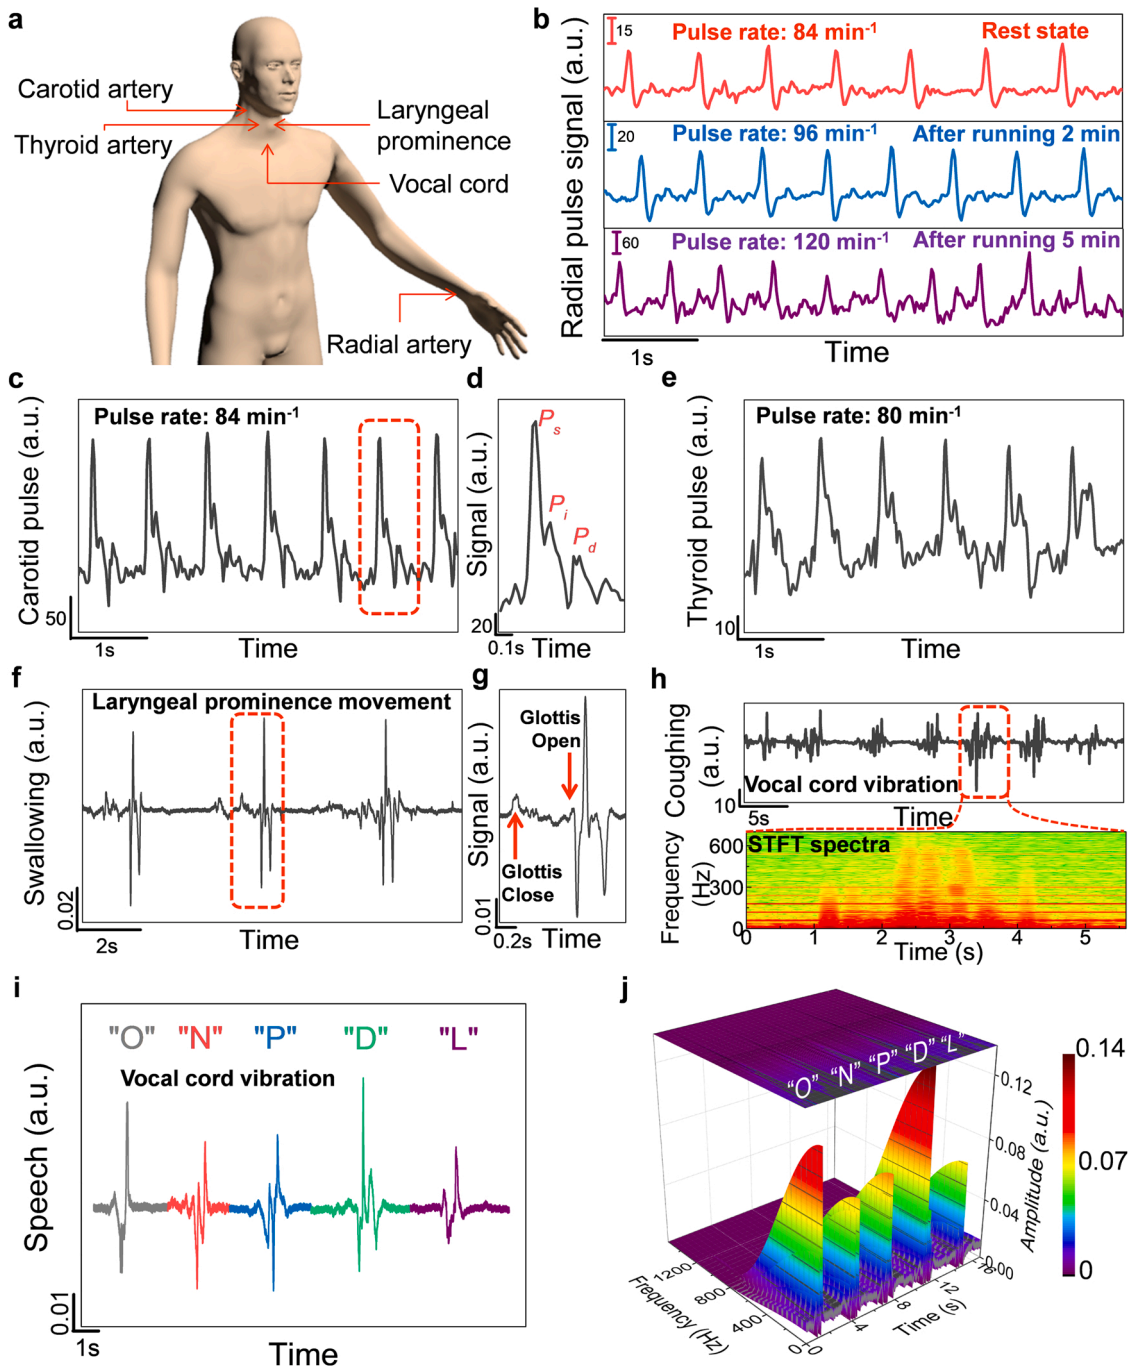 a
Carotid artery
Thyroid artery
Laryngeal
prominence
Vocal cord
Radial artery
b
Radial pulse signal (a.u.)
15
Pulse rate: 84 min-1
Rest state
20
Pulse rate: 96 min-1
After running 2 min
60
Pulse rate: 120 min-1
After running 5 min
1s
Time
c
Carotid pulse (a.u.)
Pulse rate: 84 min-1
50
1s
Time
d
Signal (a.u.)
Ps
Pi
Pd
20
0.1s
Time
e
Thyroid pulse (a.u.)
Pulse rate: 80 min-1
10
1s
Time
f
Swallowing (a.u.)
Laryngeal prominence movement
0.02
2s
Time
g
Signal (a.u.)
Glottis
Open
Glottis
Close
0.01
0.2s
Time
h
Coughing
(a.u.)
Vocal cord vibration
10
5s
Time
Frequency
(Hz)
STFT spectra
600
300
0
0 1 2 3 4 5
Time (s)
i
Speech (a.u.)
"O" "N" "P" "D" "L"
Vocal cord vibration
0.01
1s
Time
j
“O” “N” “P” “D” “L”
0.12
0.08
0.04
0.00
Amplitude (a.u.)
1200
800
400
0
Frequency (Hz)
0
4
8
12
16
Time (s)
0.14
0.07
0